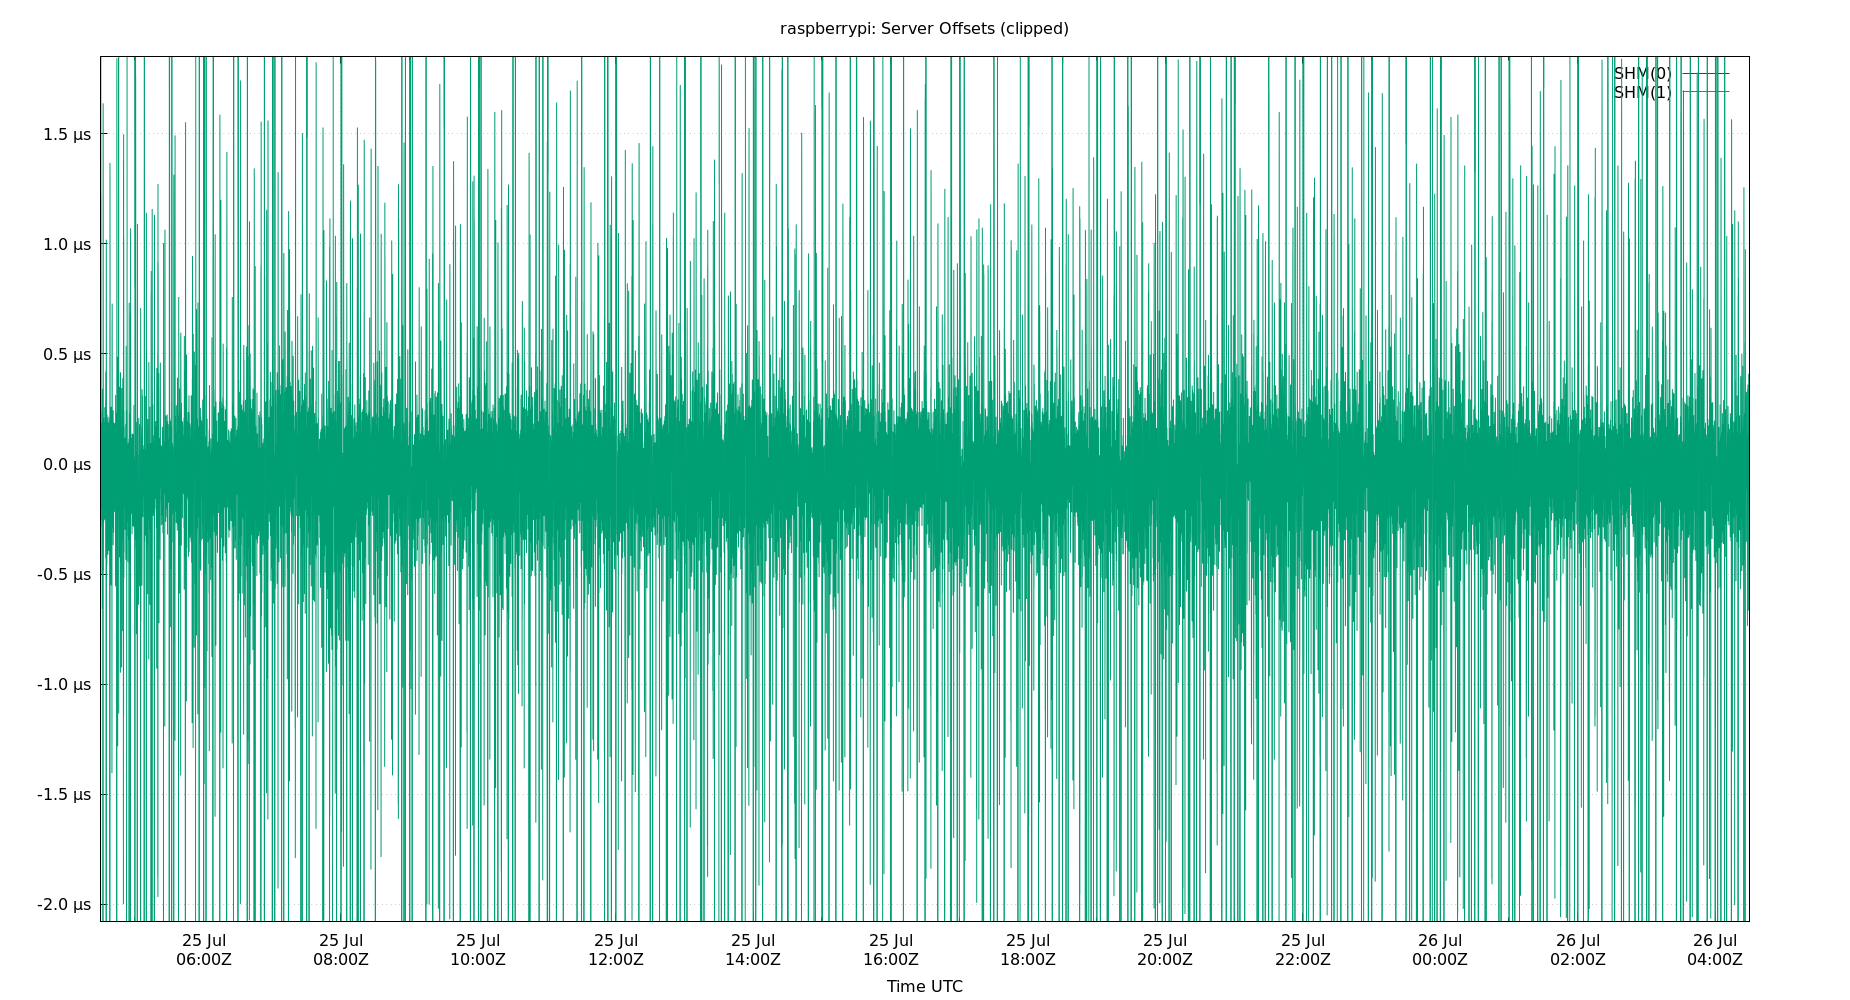 raspberrypi: Server Offsets (clipped)
SHM(0)
SHM(1)
1.5 µs
1.0 µs
0.5 µs
0.0 µs
-0.5 µs
-1.0 µs
-1.5 µs
-2.0 µs
25 Jul 25 Jul 25 Jul 25 Jul 25 Jul 25 Jul 25 Jul 25 Jul 25 Jul 26 Jul 26 Jul 26 Jul
06:00Z 08:00Z 10:00Z 12:00Z 14:00Z 16:00Z 18:00Z 20:00Z 22:00Z 00:00Z 02:00Z 04:00Z
Time UTC